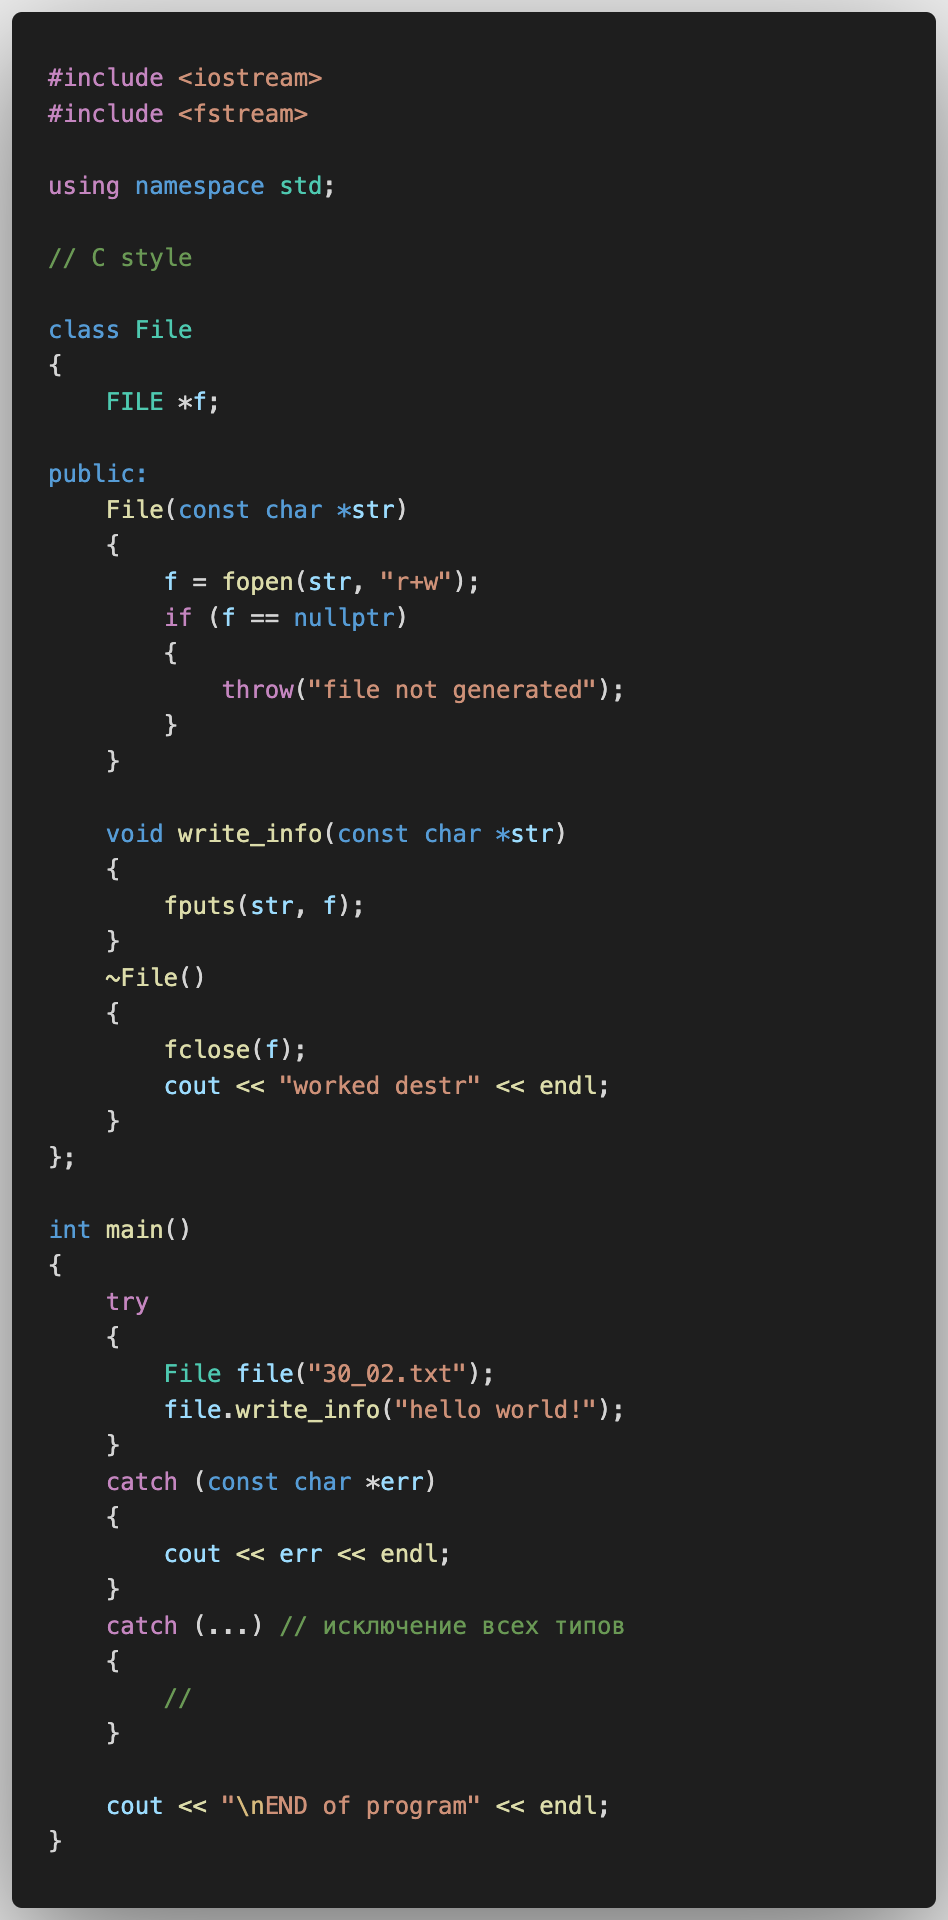 #include <iostream>
#include <fstream>
using namespace std;
// C style
class File
{
    FILE *f;
public:
    File(const char *str)
    {
        f = fopen(str, "r+w");
        if (f == nullptr)
        {
            throw("file not generated");
        }
    }
    void write_info(const char *str)
    {
        fputs(str, f);
    }
    ~File()
    {
        fclose(f);
        cout << "worked destr" << endl;
    }
};
int main()
{
    try
    {
        File file("30_02.txt");
        file.write_info("hello world!");
    }
    catch (const char *err)
    {
        cout << err << endl;
    }
    catch (...) // исключение всех типов
    {
        //
    }
    cout << "\nEND of program" << endl;
}